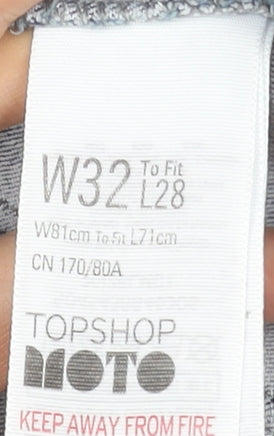 W32 To Fit L28
W81cm To Fit L71cm
CN 170/80A
TOPSHOP
MOTO
KEEP AWAY FROM FIRE